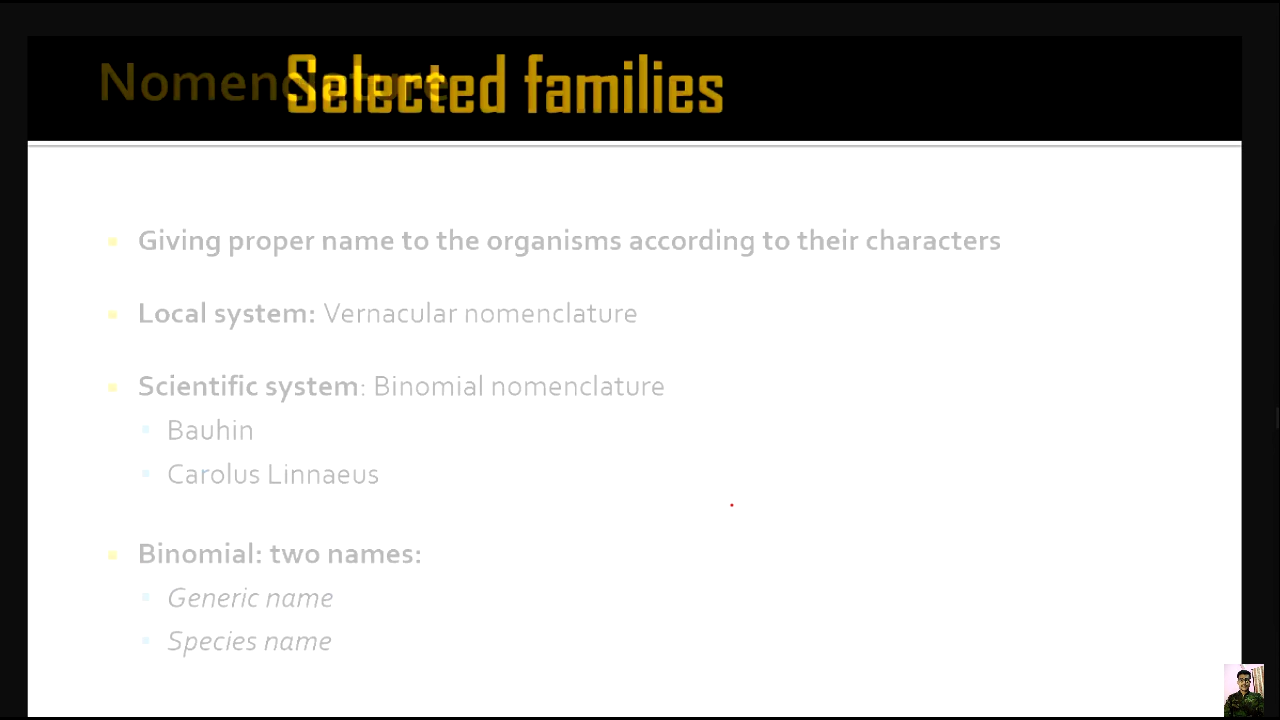 Nomenclature
Selected families
Giving proper name to the organisms according to their characters
Local system: Vernacular nomenclature
Scientific system: Binomial nomenclature
Bauhin
Carolus Linnaeus
Binomial: two names:
Generic name
Species name